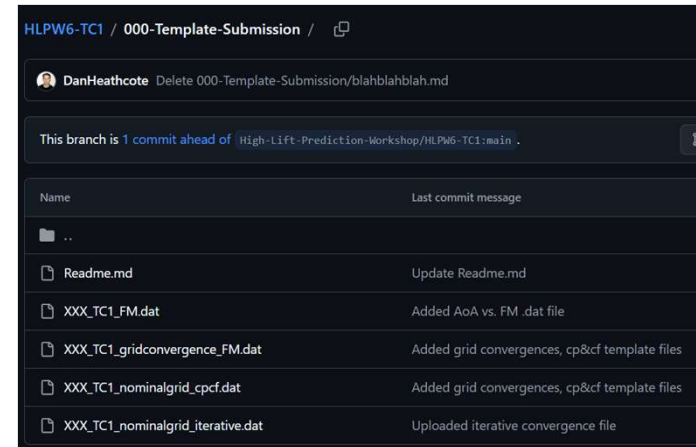 HLPW6-TC1 / 000-Template-Submission /
DanHeathcote Delete 000-Template-Submission/blahblahblah.md
This branch is 1 commit ahead of High-Lift-Prediction-Workshop/HLPW6-TC1:main .
Name Last commit message
..
Readme.md Update Readme.md
XXX_TC1_FM.dat Added AoA vs. FM .dat file
XXX_TC1_gridconvergence_FM.dat Added grid convergences, cp&cf template files
XXX_TC1_nominalgrid_cpcf.dat Added grid convergences, cp&cf template files
XXX_TC1_nominalgrid_iterative.dat Uploaded iterative convergence file